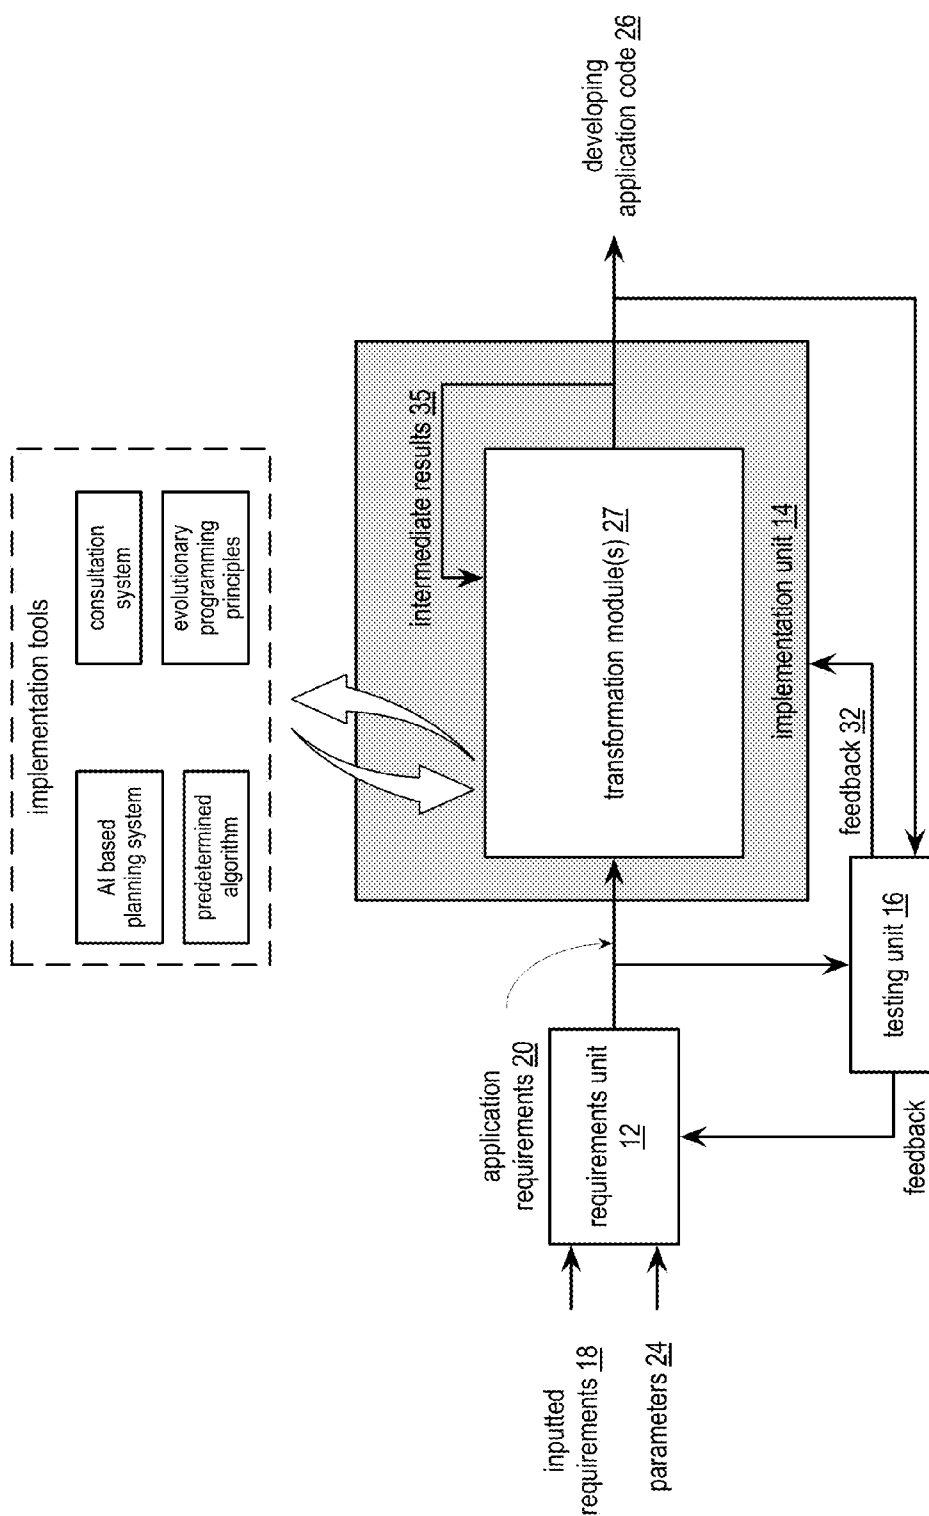 implementation tools
AI based
planning system
consultation
system
predetermined
algorithm
evolutionary
programming
principles
intermediate results 35
developing
application code 26
application
requirements 20
inputted
requirements 18
parameters 24
requirements unit
12
transformation module(s) 27
implementation unit 14
feedback 32
testing unit 16
feedback